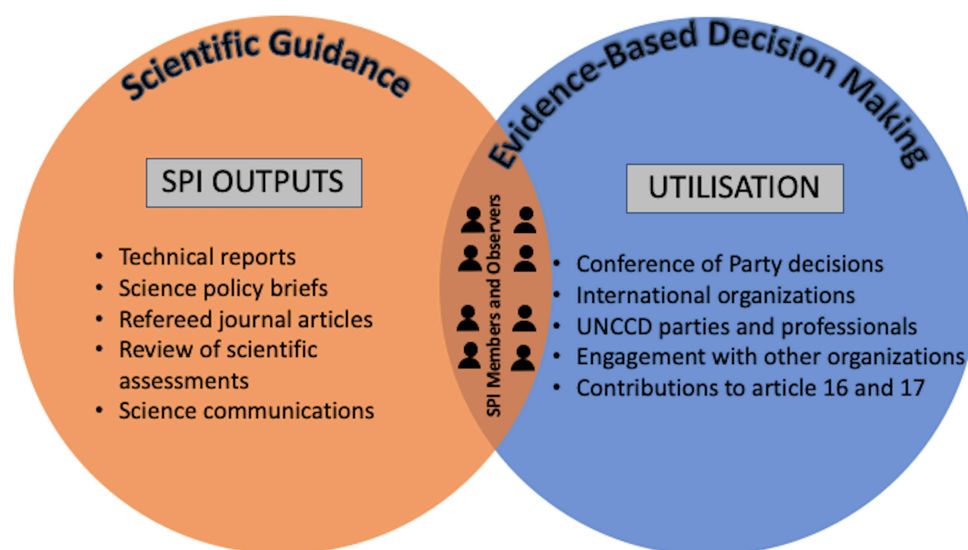 Scientific Guidance
SPI OUTPUTS
• Technical reports
• Science policy briefs
• Refereed journal articles
• Review of scientific
assessments
• Science communications
SPI Members and Observers
Evidence-Based Decision Making
UTILISATION
• Conference of Party decisions
• International organizations
• UNCCD parties and professionals
• Engagement with other organizations
• Contributions to article 16 and 17